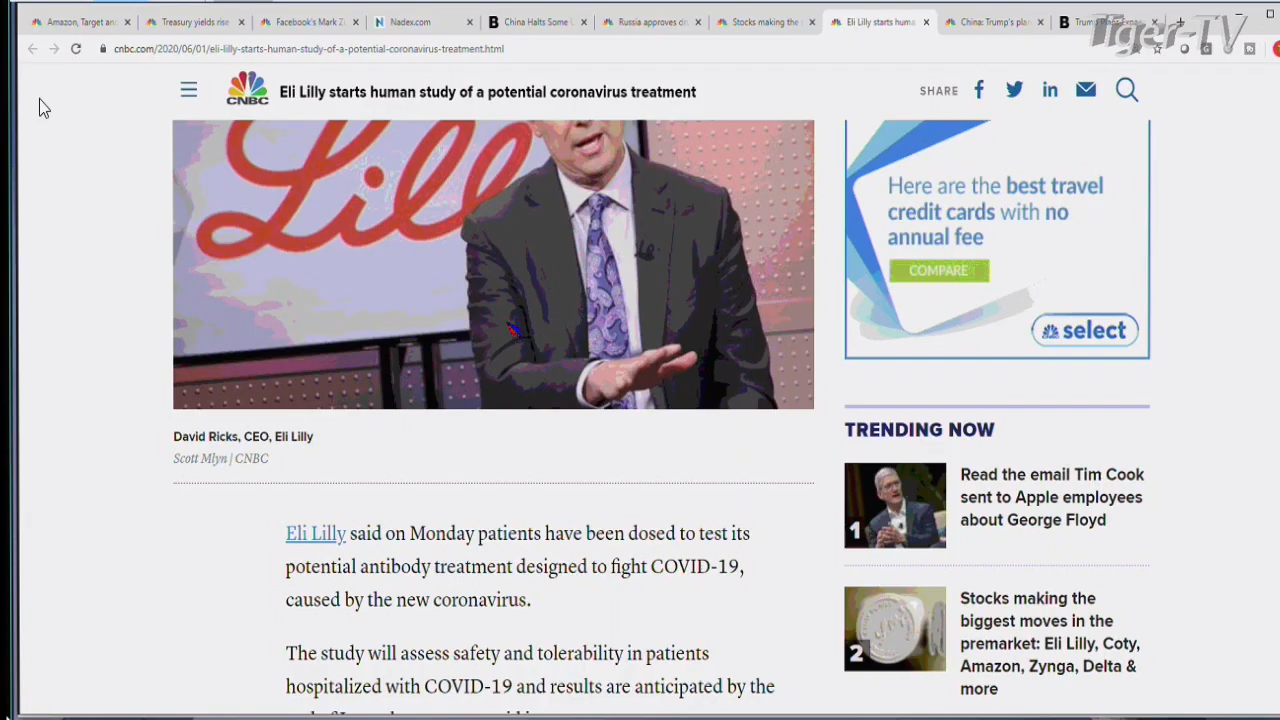 Amazon, Target and
Treasury yields rise
Facebook's Mark Z
Nadex.com
China Halts Some U
Russia approves dr
Stocks making the
Eli Lilly starts huma
China: Trump's plan
Tiger-TV
cnbc.com/2020/06/01/eli-lilly-starts-human-study-of-a-potential-coronavirus-treatment.html
CNBC
Eli Lilly starts human study of a potential coronavirus treatment
SHARE
Lilly
Here are the best travel
credit cards with no
annual fee
COMPARE
select
David Ricks, CEO, Eli Lilly
Scott Mlyn | CNBC
Eli Lilly said on Monday patients have been dosed to test its
potential antibody treatment designed to fight COVID-19,
caused by the new coronavirus.
The study will assess safety and tolerability in patients
hospitalized with COVID-19 and results are anticipated by the
TRENDING NOW
1
Read the email Tim Cook
sent to Apple employees
about George Floyd
2
Stocks making the
biggest moves in the
premarket: Eli Lilly, Coty,
Amazon, Zynga, Delta &
more